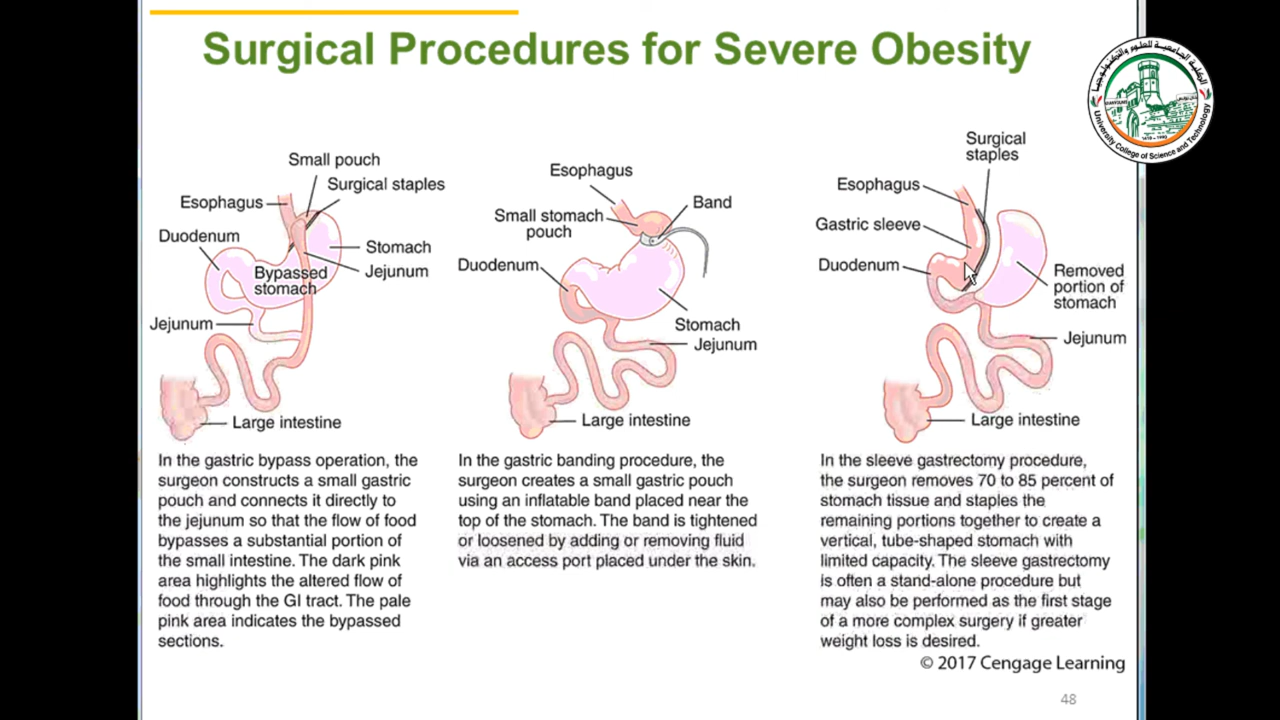 Surgical Procedures for Severe Obesity
الكلية الجامعية للعلوم والتكنولوجيا
University College of Science and Technology
Small pouch
Surgical staples
Esophagus
Duodenum
Stomach
Jejunum
Bypassed
stomach
Jejunum
Large intestine
In the gastric bypass operation, the
surgeon constructs a small gastric
pouch and connects it directly to
the jejunum so that the flow of food
bypasses a substantial portion of
the small intestine. The dark pink
area highlights the altered flow of
food through the GI tract. The pale
pink area indicates the bypassed
sections.
Esophagus
Band
Small stomach
pouch
Duodenum
Stomach
Jejunum
Large intestine
In the gastric banding procedure, the
surgeon creates a small gastric pouch
using an inflatable band placed near the
top of the stomach. The band is tightened
or loosened by adding or removing fluid
via an access port placed under the skin.
Surgical
staples
Esophagus
Gastric sleeve
Duodenum
Removed
portion of
stomach
Jejunum
Large intestine
In the sleeve gastrectomy procedure,
the surgeon removes 70 to 85 percent of
stomach tissue and staples the
remaining portions together to create a
vertical, tube-shaped stomach with
limited capacity. The sleeve gastrectomy
is often a stand-alone procedure but
may also be performed as the first stage
of a more complex surgery if greater
weight loss is desired.
© 2017 Cengage Learning
48